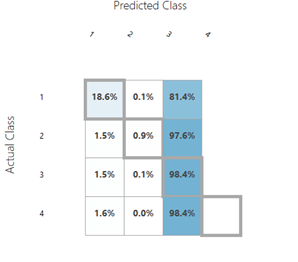 Predicted Class
1 2 3 4
Actual Class
1 18.6% 0.1% 81.4%
2 1.5% 0.9% 97.6%
3 1.5% 0.1% 98.4%
4 1.6% 0.0% 98.4%